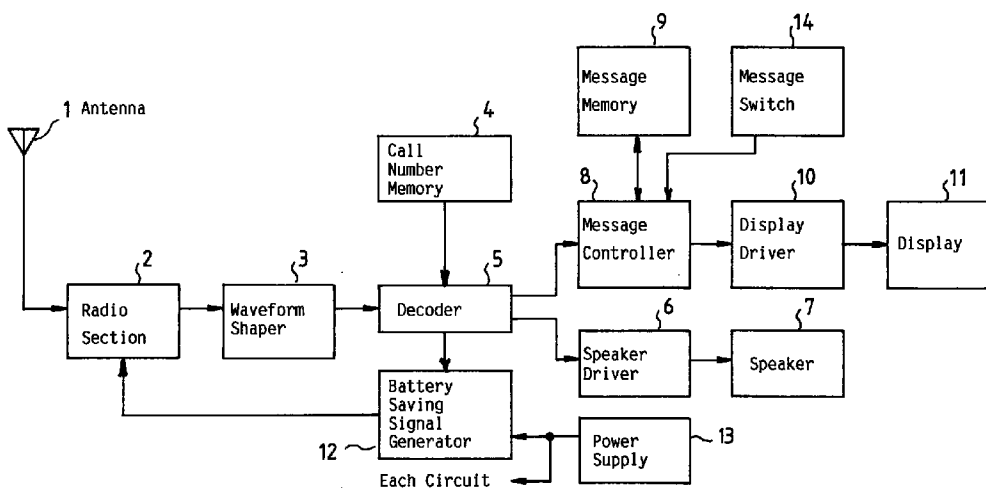 9
14
Message
Memory
Message
Switch
1 Antenna
4
Call
Number
Memory
8
10
11
Message
Controller
Display
Driver
Display
2
3
5
Radio
Section
Waveform
Shaper
Decoder
6
7
Speaker
Driver
Speaker
Battery
Saving
Signal
Generator
12
Power
Supply
13
Each Circuit